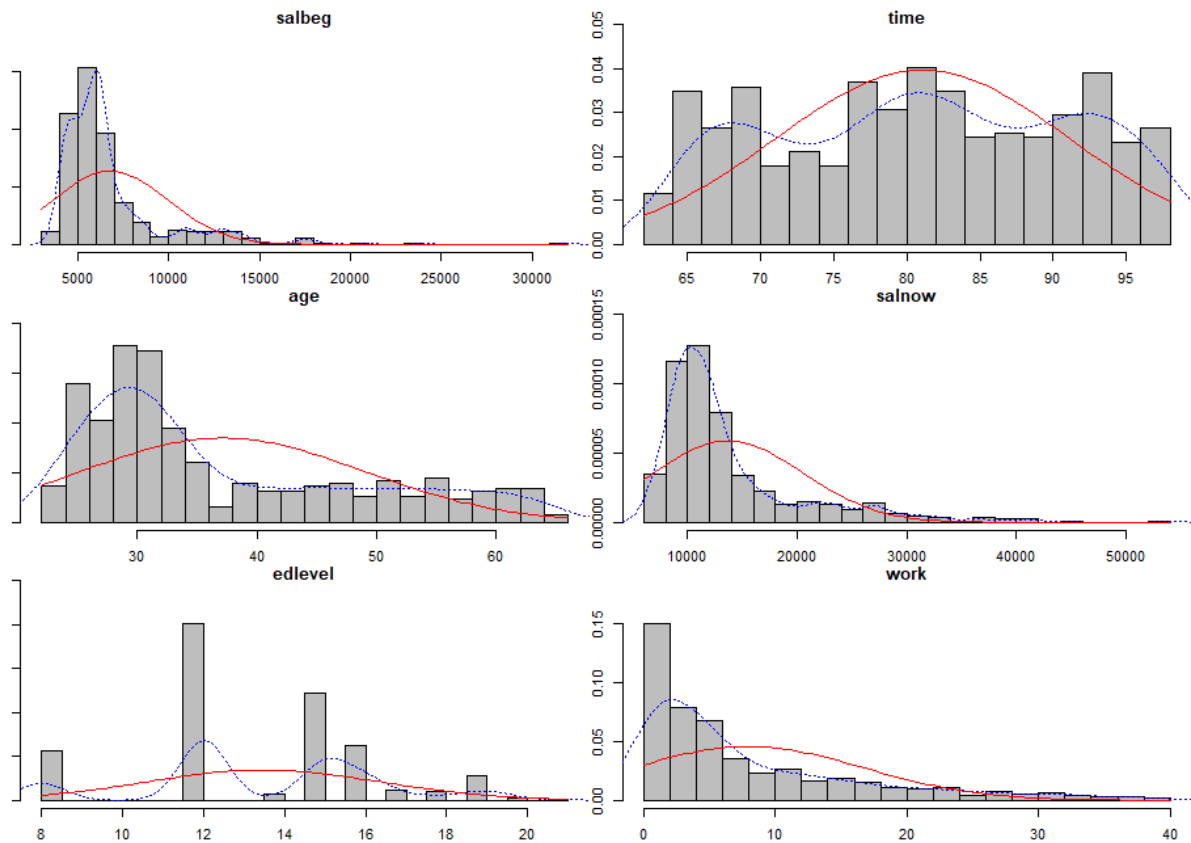 salbeg
5000 10000 15000 20000 25000 30000
time
0.00 0.01 0.02 0.03 0.04 0.05
65 70 75 80 85 90 95
age
30 40 50 60
salnow
0.00000 0.00005 0.00010 0.00015
10000 20000 30000 40000 50000
edlevel
8 10 12 14 16 18 20
work
0.00 0.05 0.10 0.15
0 10 20 30 40